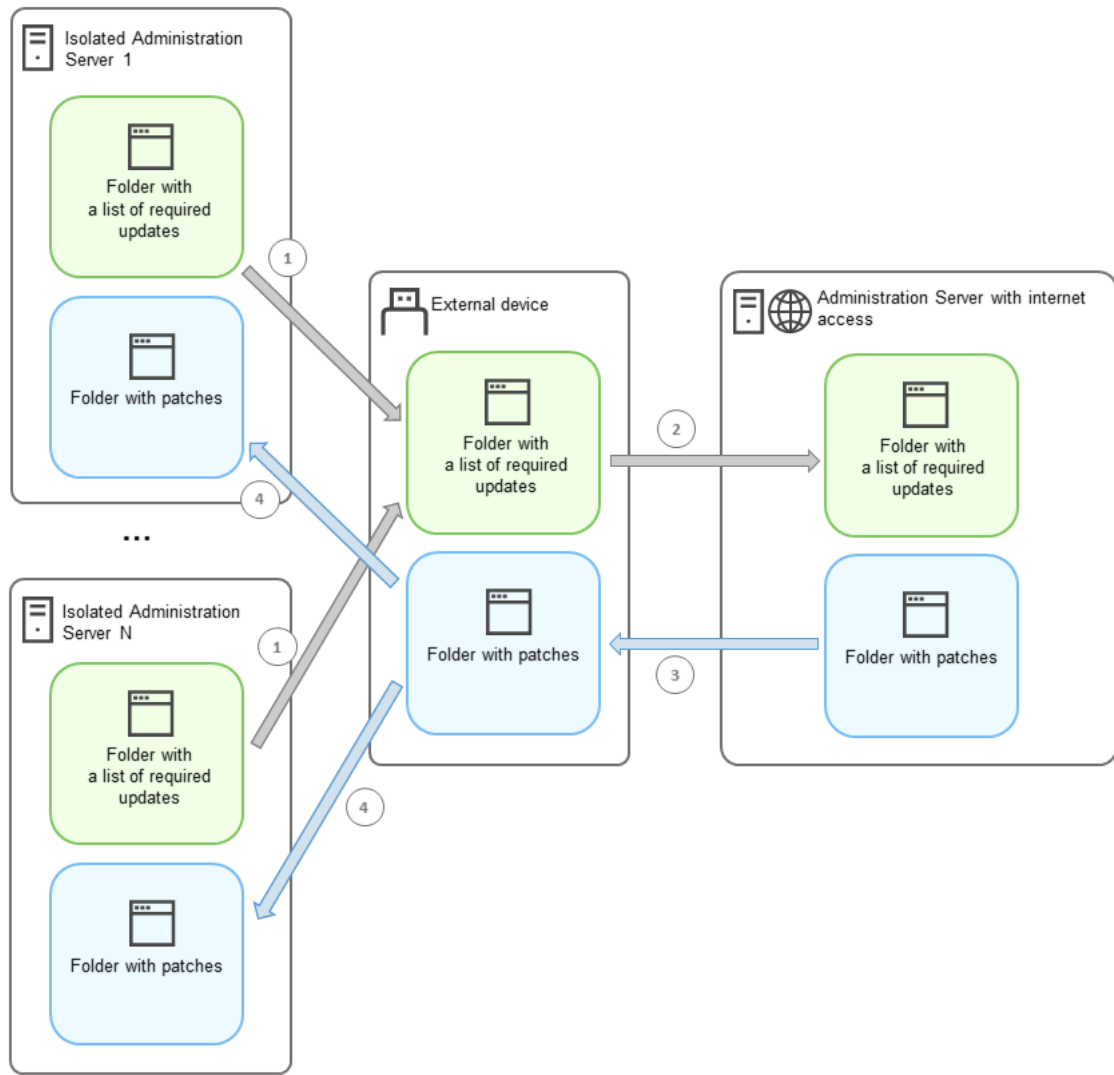 Isolated Administration
Server 1
Folder with
a list of required
updates
Folder with patches
1
4
...
Isolated Administration
Server N
Folder with
a list of required
updates
Folder with patches
1
4
External device
Folder with
a list of required
updates
Folder with patches
2
3
Administration Server with internet
access
Folder with
a list of required
updates
Folder with patches